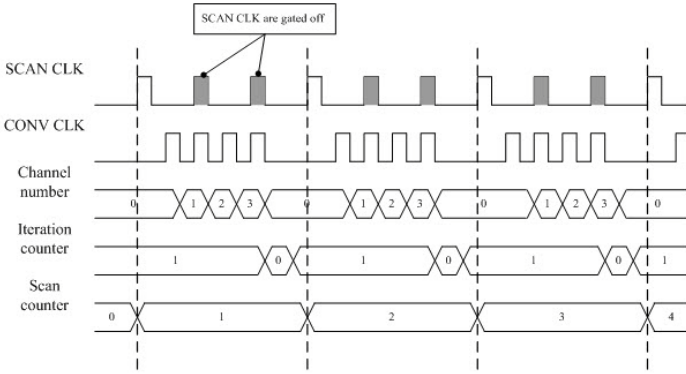 SCAN CLK are gated off
SCAN CLK
CONV CLK
Channel
number
0 1 2 3 0 1 2 3 0 1 2 3 0
Iteration
counter
1 0 1 0 1 0 1
Scan
counter
0 1 2 3 4